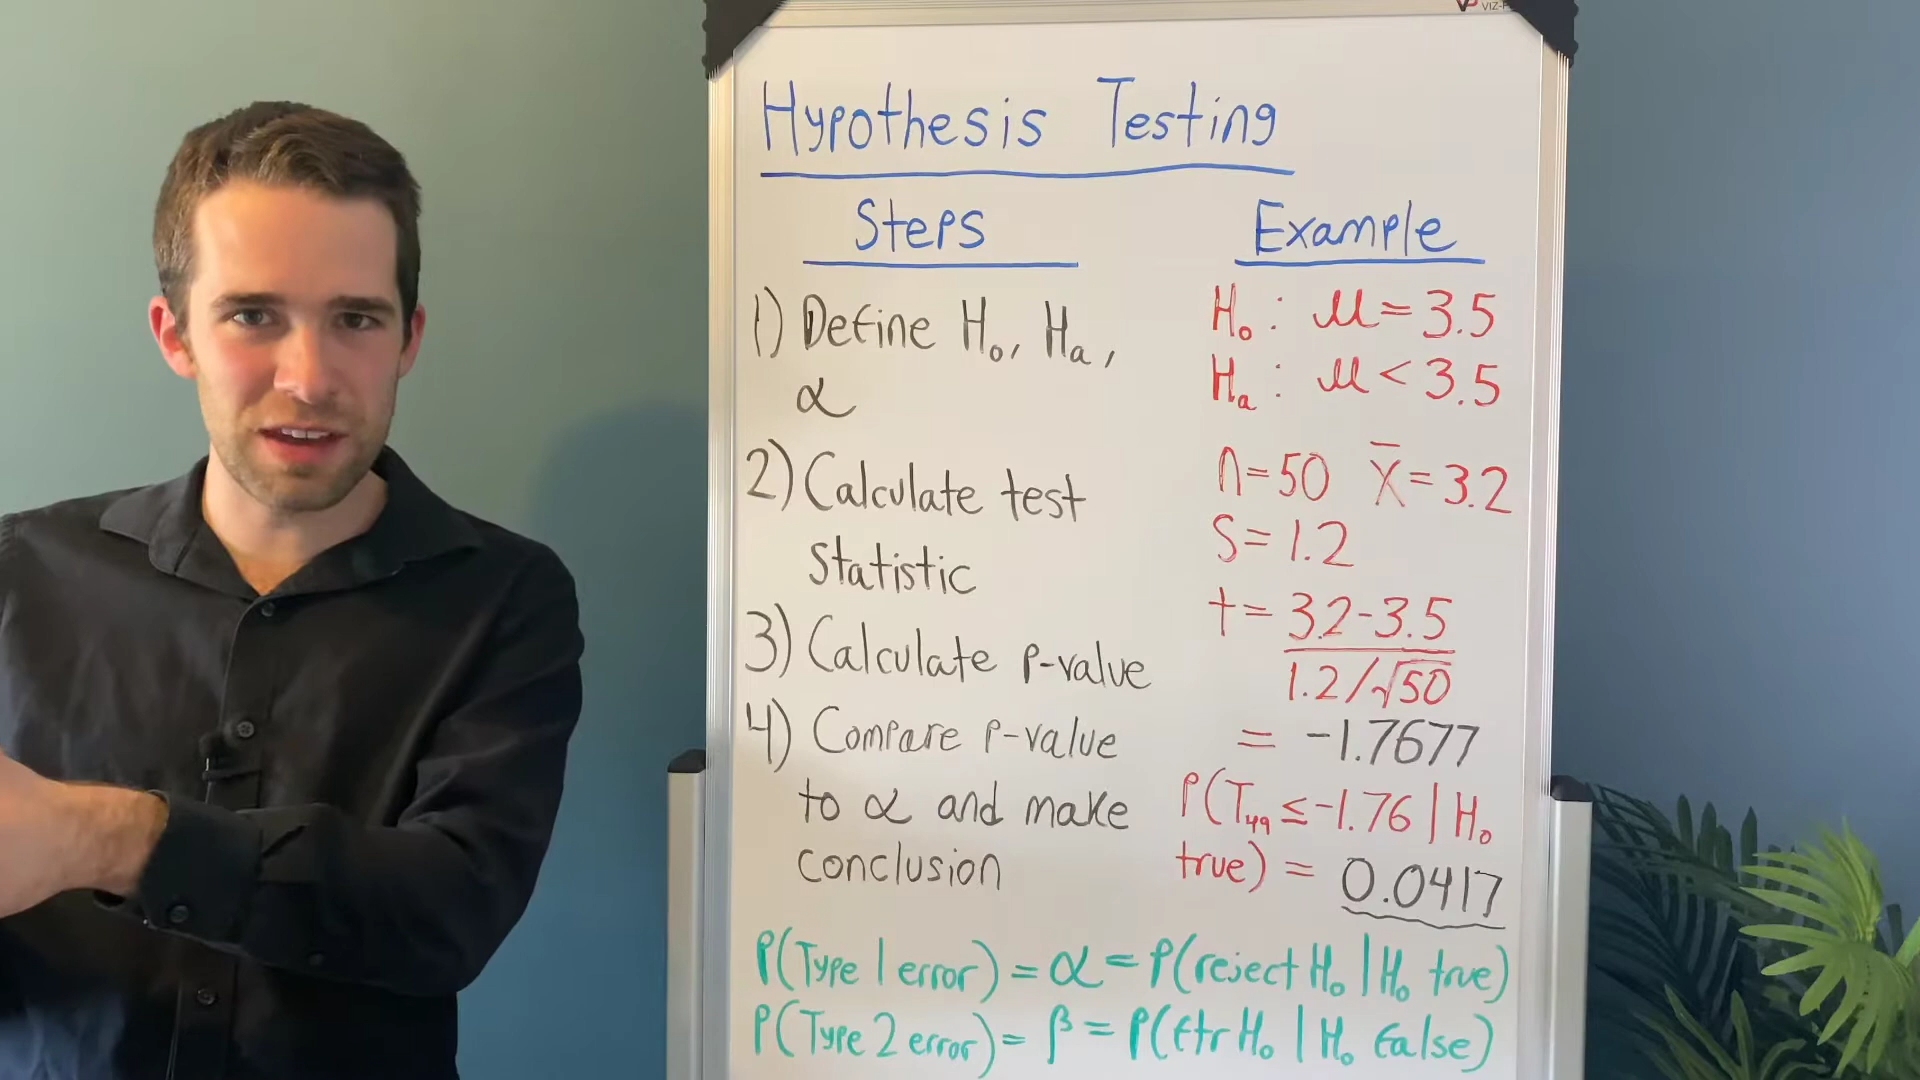 Hypothesis Testing
Steps
1) Define H₀, Hₐ,
α
2) Calculate test
statistic
3) Calculate p-value
4) Compare p-value
to α and make
conclusion
Example
H₀ : μ = 3.5
Hₐ : μ < 3.5
n=50 x̄=3.2
S=1.2
t= 3.2-3.5
1.2/√50
= -1.7677
P(T₄₉ ≤ -1.76 | H₀
true) = 0.0417
P(Type 1 error) = α = P(reject H₀ | H₀ true)
P(Type 2 error) = β = P(ftr H₀ | H₀ false)